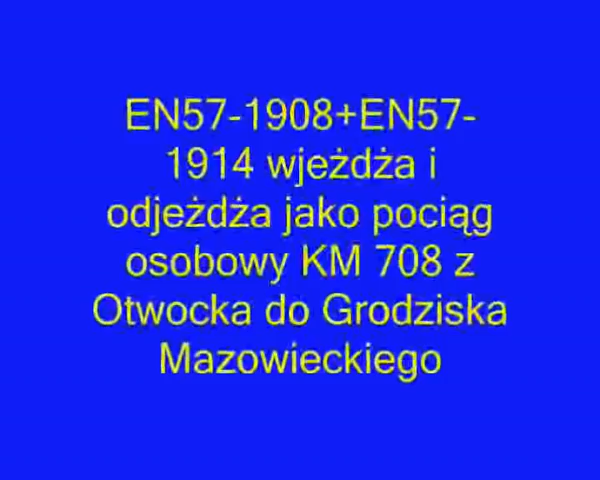 EN57-1908+EN57-
1914 wjeżdża i
odjeżdża jako pociąg
osobowy KM 708 z
Otwocka do Grodziska
Mazowieckiego